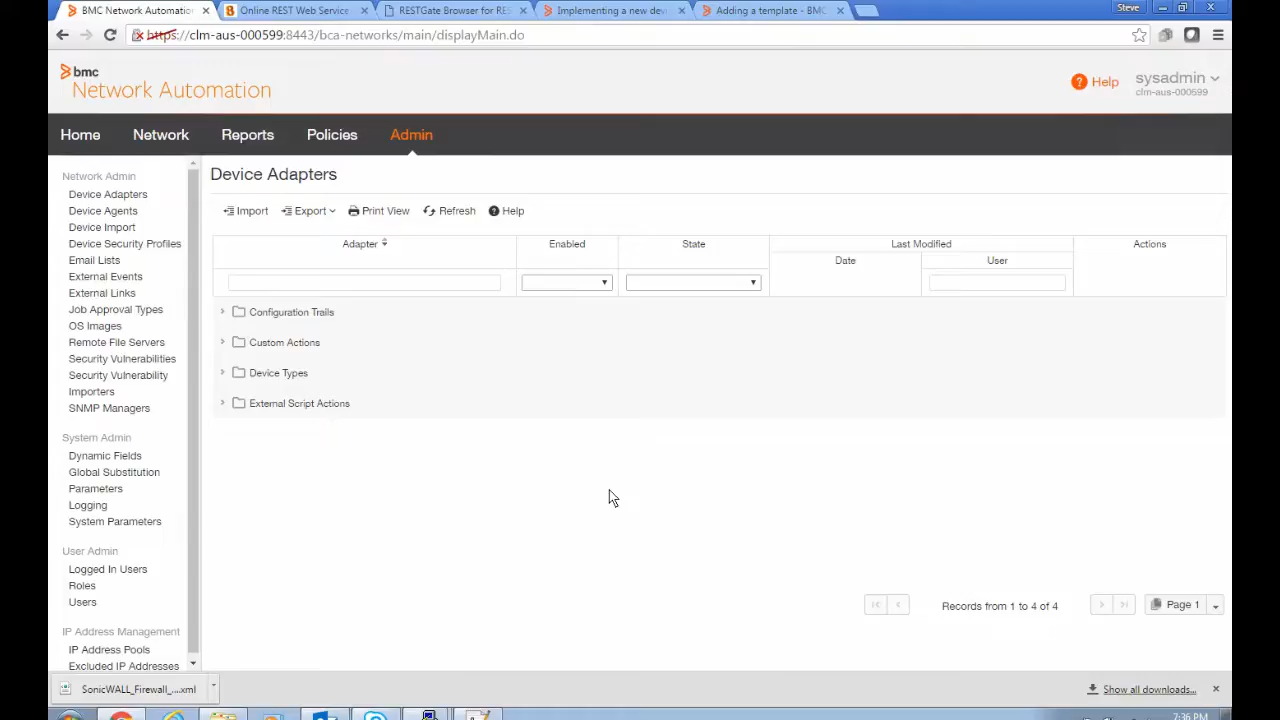 BMC Network Automation
Online REST Web Service
RESTGate Browser for RES
Implementing a new dev
Adding a template - BMC
Steve
https://clm-aus-000599:8443/bca-networks/main/displayMain.do
bmc
Network Automation
Help
sysadmin
clm-aus-000599
Home
Network
Reports
Policies
Admin
Network Admin
Device Adapters
Device Agents
Device Import
Device Security Profiles
Email Lists
External Events
External Links
Job Approval Types
OS Images
Remote File Servers
Security Vulnerabilities
Security Vulnerability
Importers
SNMP Managers
System Admin
Dynamic Fields
Global Substitution
Parameters
Logging
System Parameters
User Admin
Logged In Users
Roles
Users
IP Address Management
IP Address Pools
Excluded IP Addresses
Device Adapters
Import
Export
Print View
Refresh
Help
Adapter
Enabled
State
Last Modified
Date
User
Actions
Configuration Trails
Custom Actions
Device Types
External Script Actions
Records from 1 to 4 of 4
Page 1
SonicWALL_Firewall_....xml
Show all downloads...
7:36 PM